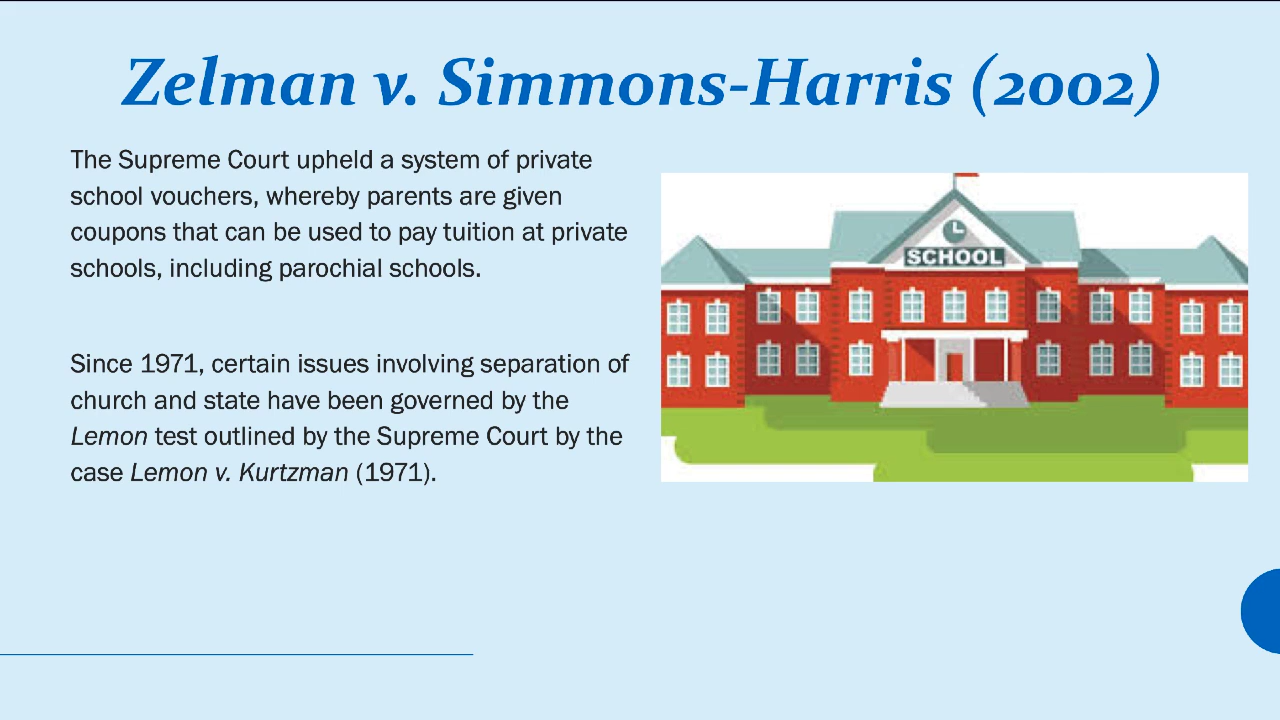 Zelman v. Simmons-Harris (2002)
The Supreme Court upheld a system of private
school vouchers, whereby parents are given
coupons that can be used to pay tuition at private
schools, including parochial schools.
Since 1971, certain issues involving separation of
church and state have been governed by the
Lemon test outlined by the Supreme Court by the
case Lemon v. Kurtzman (1971).
SCHOOL